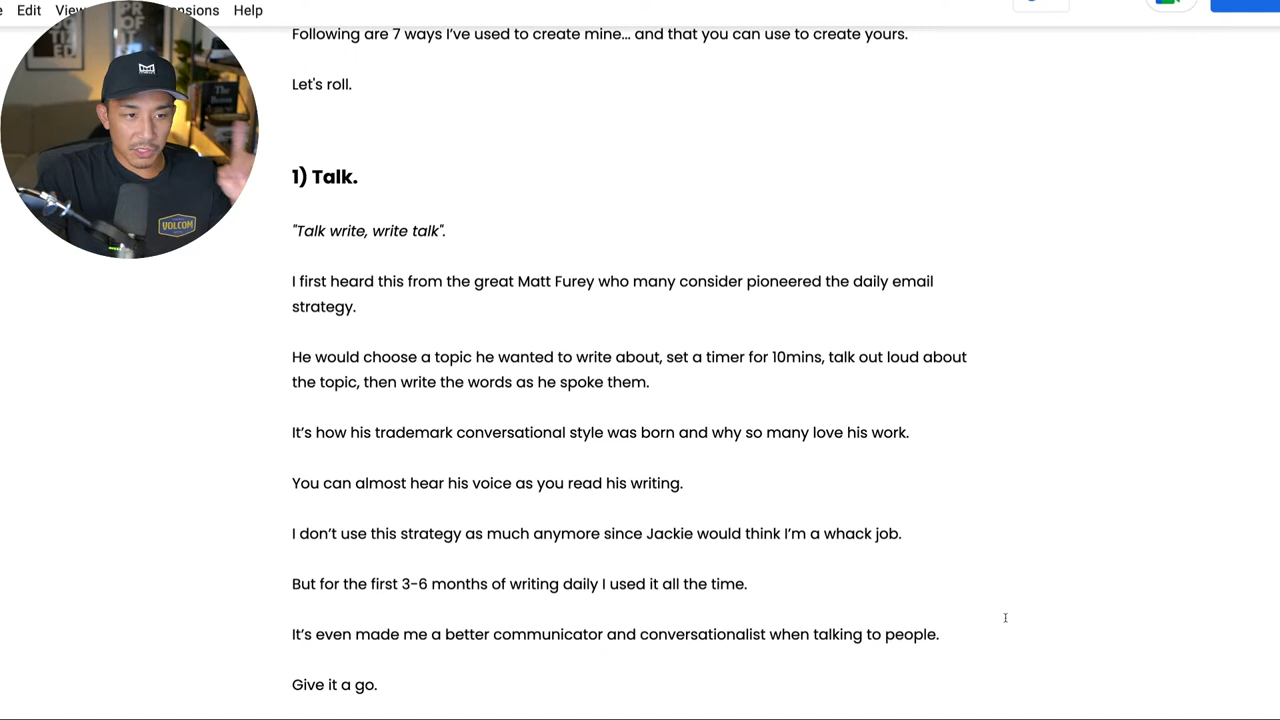 Edit View
nsions Help
Following are 7 ways I’ve used to create mine… and that you can use to create yours.
Let's roll.
1) Talk.
"Talk write, write talk".
I first heard this from the great Matt Furey who many consider pioneered the daily email
strategy.
He would choose a topic he wanted to write about, set a timer for 10mins, talk out loud about
the topic, then write the words as he spoke them.
It’s how his trademark conversational style was born and why so many love his work.
You can almost hear his voice as you read his writing.
I don’t use this strategy as much anymore since Jackie would think I’m a whack job.
But for the first 3-6 months of writing daily I used it all the time.
It’s even made me a better communicator and conversationalist when talking to people.
Give it a go.
VOLCOM